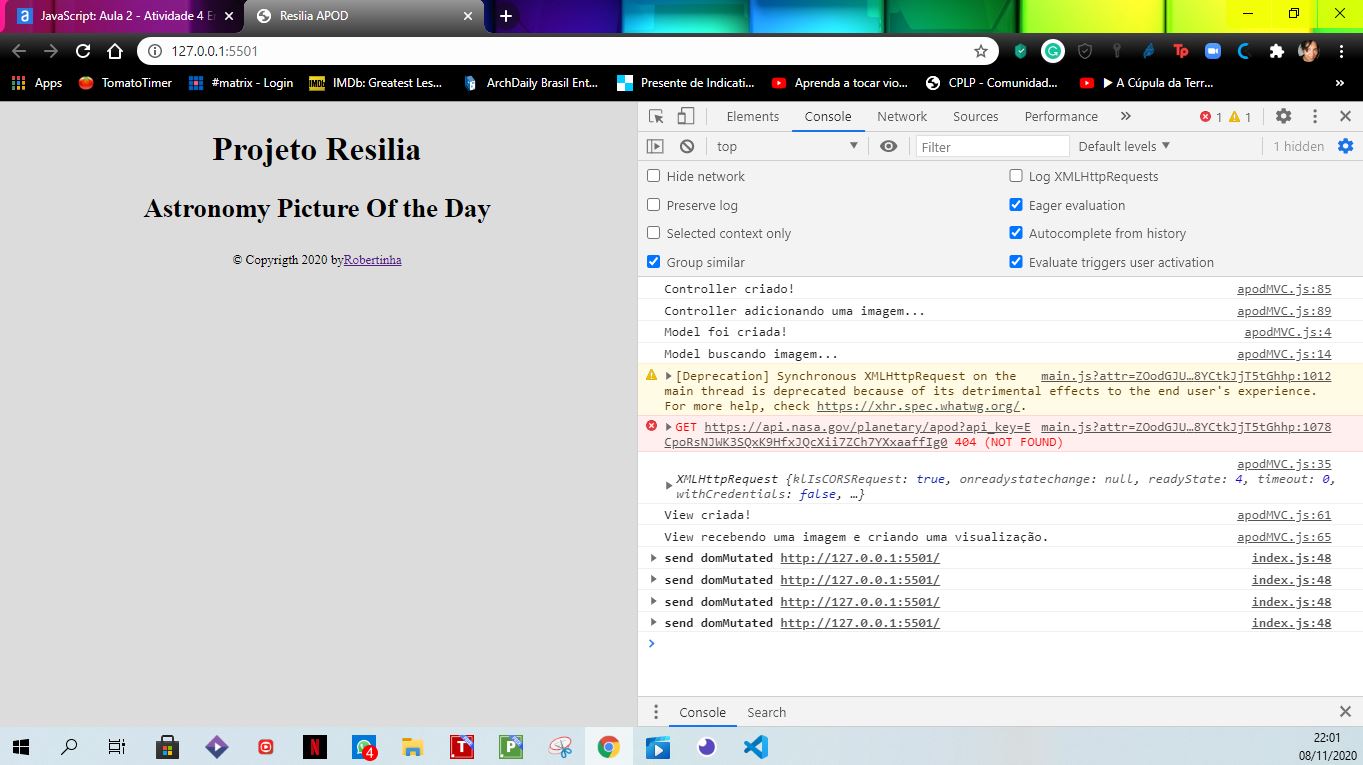 JavaScript: Aula 2 - Atividade 4 E
Resilia APOD
127.0.0.1:5501
Apps TomatoTimer #matrix - Login IMDb: Greatest Les... ArchDaily Brasil Ent... Presente de Indicati... Aprenda a tocar vio... CPLP - Comunidad... ► A Cúpula da Terr... »
Projeto Resilia
Astronomy Picture Of the Day
© Copyrigth 2020 byRobertinha
Elements Console Network Sources Performance » 1 1
top Filter Default levels ▼ 1 hidden
Hide network Log XMLHttpRequests
Preserve log Eager evaluation
Selected context only Autocomplete from history
Group similar Evaluate triggers user activation
Controller criado! apodMVC.js:85
Controller adicionando uma imagem... apodMVC.js:89
Model foi criada! apodMVC.js:4
Model buscando imagem... apodMVC.js:14
[Deprecation] Synchronous XMLHttpRequest on the main.js?attr=ZOodGJU…8YCtkJjT5tGhhp:1012
main thread is deprecated because of its detrimental effects to the end user's experience.
For more help, check https://xhr.spec.whatwg.org/.
GET https://api.nasa.gov/planetary/apod?api_key=E main.js?attr=ZOodGJU…8YCtkJjT5tGhhp:1078
CpoRsNJWK3SQxK9HfxJQcXii7ZCh7YXxaaffIg0 404 (NOT FOUND)
apodMVC.js:35
XMLHttpRequest {klIsCORSRequest: true, onreadystatechange: null, readyState: 4, timeout: 0,
withCredentials: false, …}
View criada! apodMVC.js:61
View recebendo uma imagem e criando uma visualização. apodMVC.js:65
send domMutated http://127.0.0.1:5501/ index.js:48
send domMutated http://127.0.0.1:5501/ index.js:48
send domMutated http://127.0.0.1:5501/ index.js:48
send domMutated http://127.0.0.1:5501/ index.js:48
Console Search
4
22:01
08/11/2020